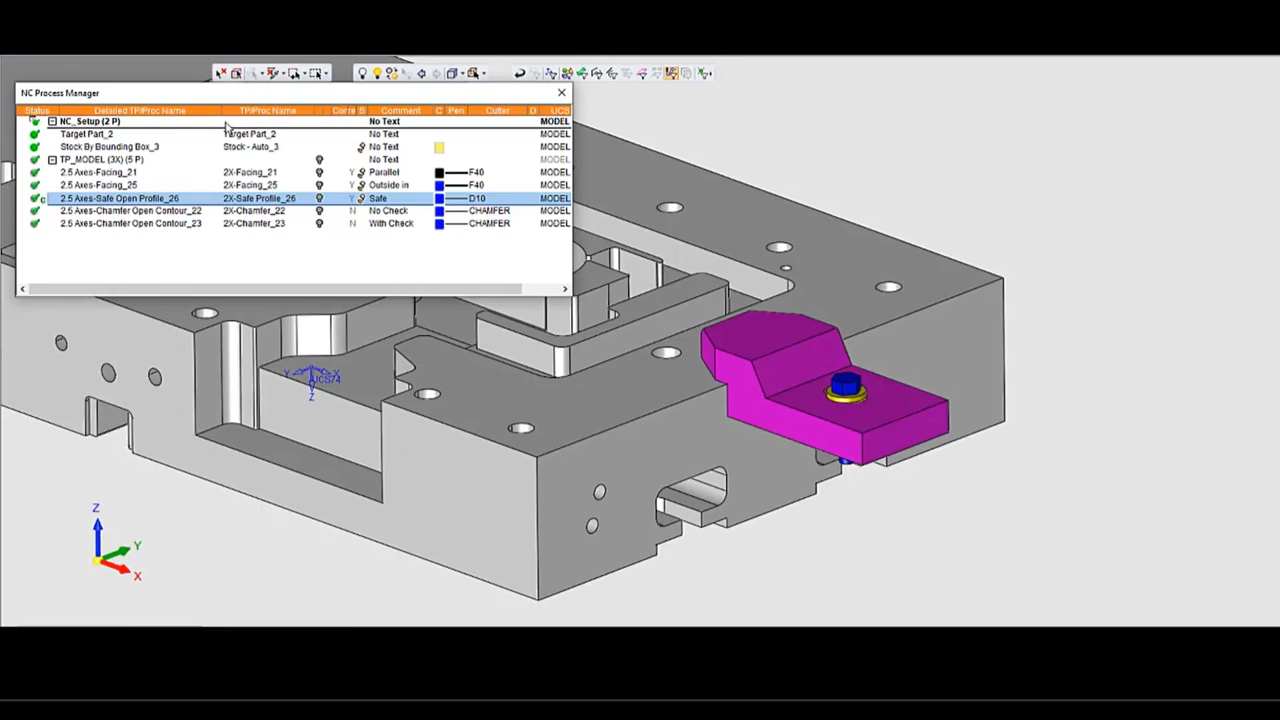 NC Process Manager
Status Detailed TP/Proc Name TP/Proc Name Corre S Comment C Pen Cutter D UCS
NC_Setup (2 P) No Text MODEL
Target Part_2 Target Part_2 No Text MODEL
Stock By Bounding Box_3 Stock - Auto_3 No Text MODEL
TP_MODEL (3X) (5 P) No Text MODEL
2.5 Axes-Facing_21 2X-Facing_21 Y Parallel F40 MODEL
2.5 Axes-Facing_25 2X-Facing_25 Y Outside in F40 MODEL
c 2.5 Axes-Safe Open Profile_26 2X-Safe Profile_26 Y Safe D10 MODEL
2.5 Axes-Chamfer Open Contour_22 2X-Chamfer_22 N No Check CHAMFER MODEL
2.5 Axes-Chamfer Open Contour_23 2X-Chamfer_23 N With Check CHAMFER MODEL
Y X
UCS74
Z
Z
Y
X